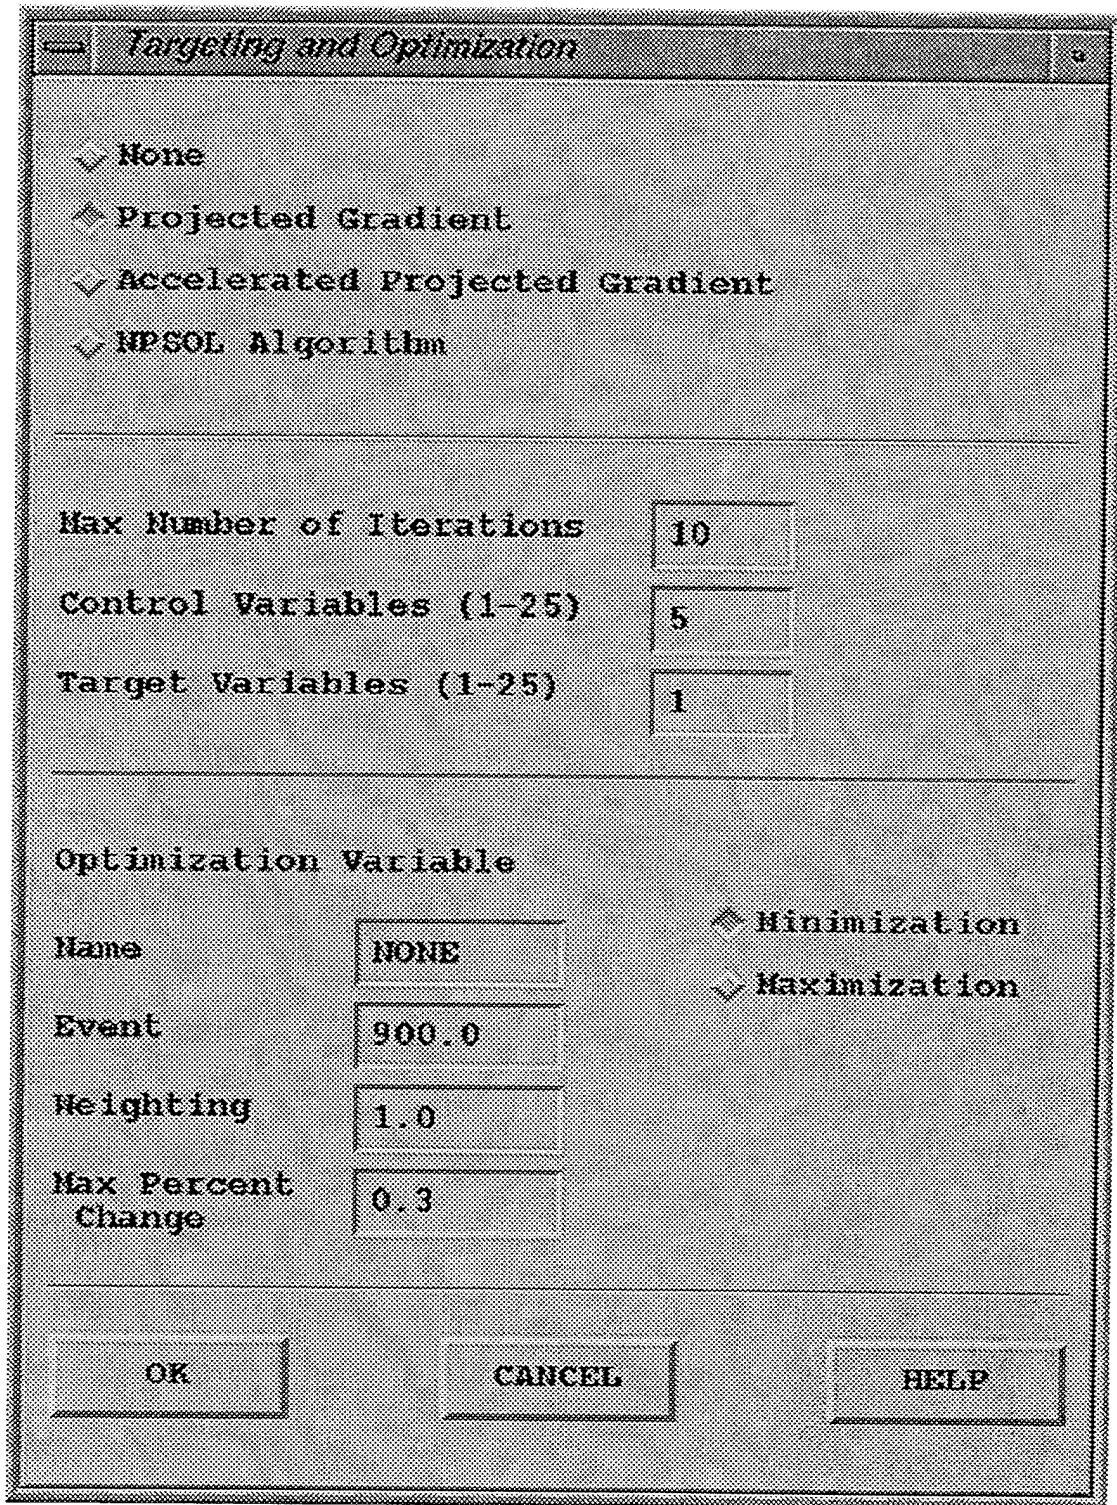 Targeting and Optimization
None
Projected Gradient
Accelerated Projected Gradient
NPSOL Algorithm
Max Number of Iterations 10
Control Variables (1-25) 5
Target Variables (1-25) 1
Optimization Variable
Name NONE
Minimization
Maximization
Event 900.0
Weighting 1.0
Max Percent
Change 0.3
OK CANCEL HELP